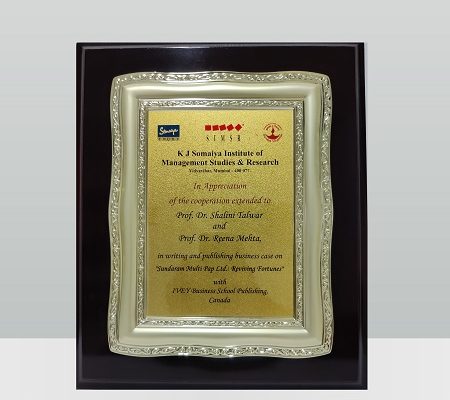 Somaiya
SIMSR
K J Somaiya Institute of
Management Studies & Research
Vidyavihar, Mumbai - 400 077.
In Appreciation
of the cooperation extended to
Prof. Dr. Shalini Talwar
and
Prof. Dr. Reena Mehta,
in writing and publishing business case on
"Sundaram Multi Pap Ltd.: Reviving Fortunes"
with
IVEY-Business School Publishing,
Canada